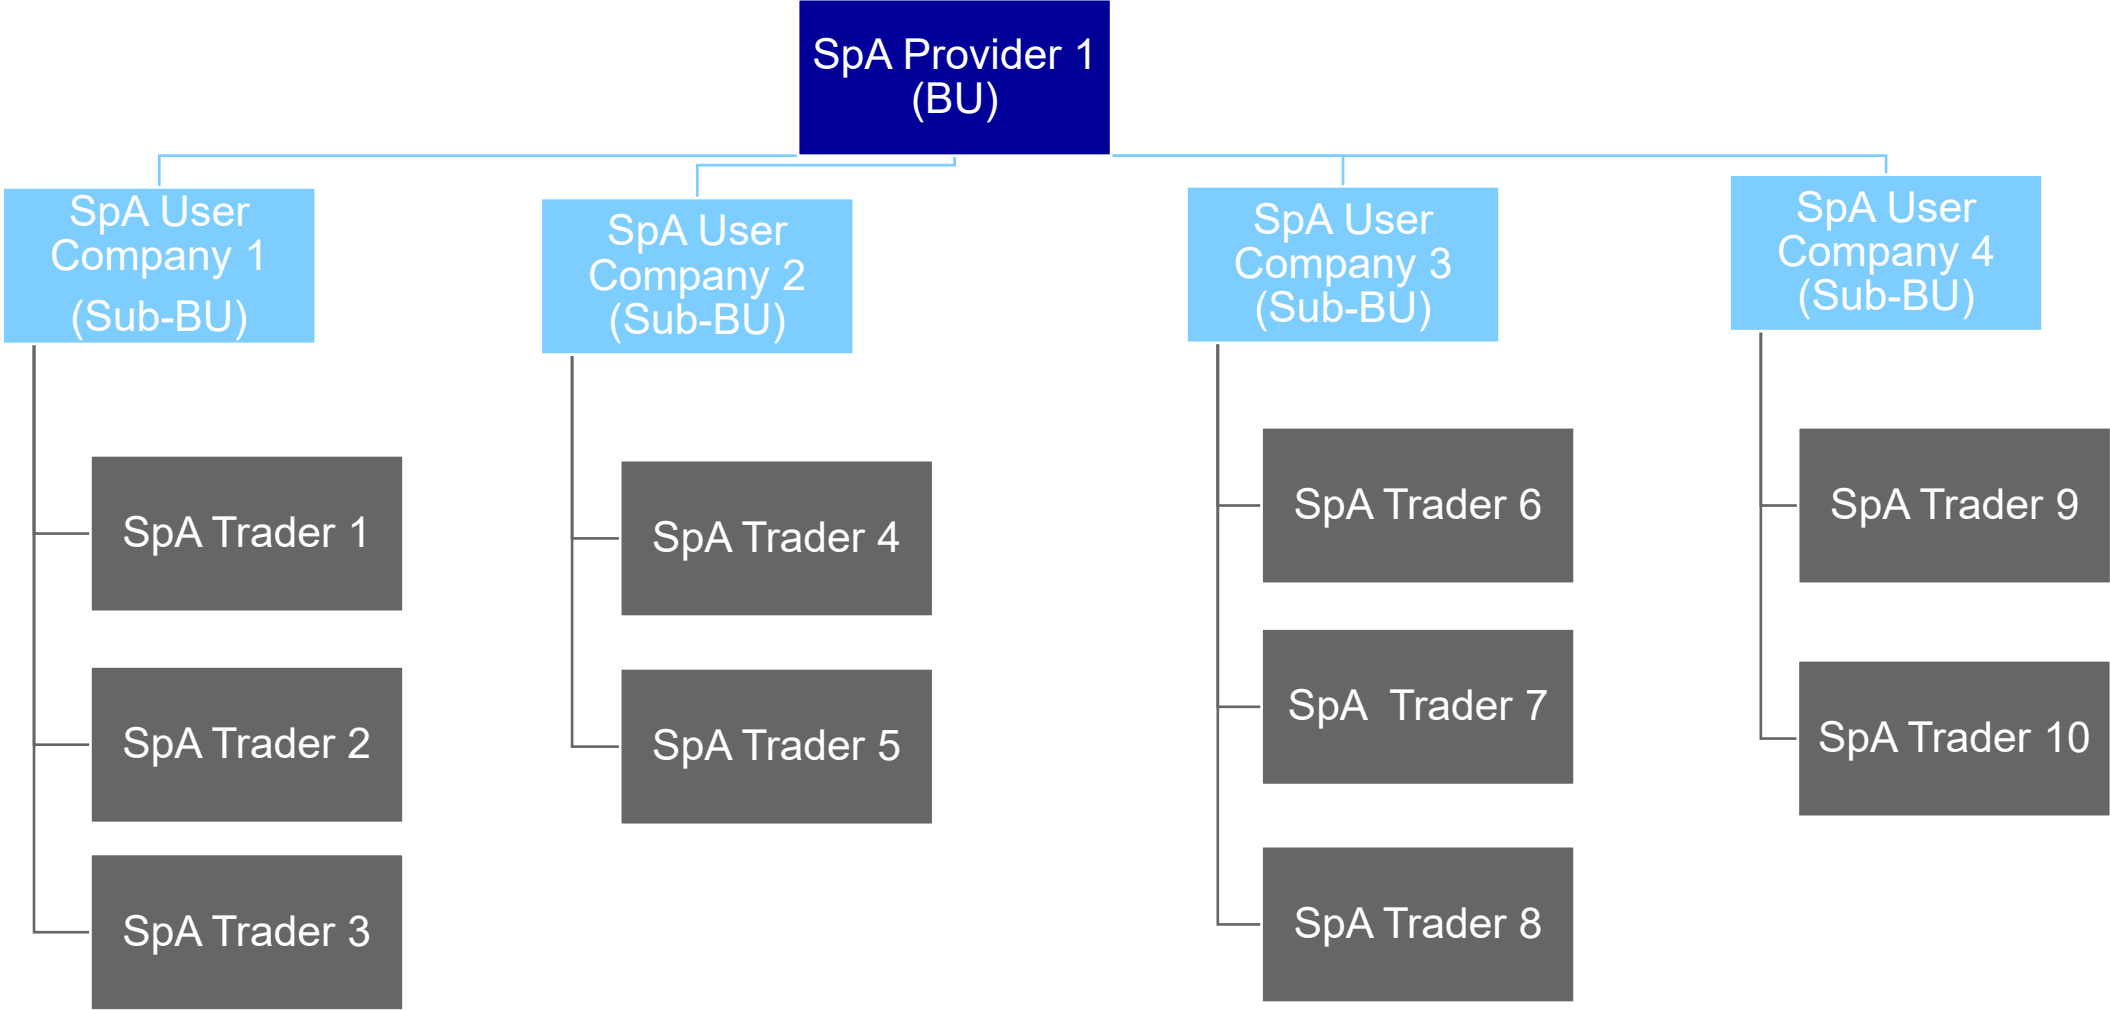 SpA Provider 1
(BU)
SpA User
Company 1
(Sub-BU)
SpA User
Company 2
(Sub-BU)
SpA User
Company 3
(Sub-BU)
SpA User
Company 4
(Sub-BU)
SpA Trader 1
SpA Trader 2
SpA Trader 3
SpA Trader 4
SpA Trader 5
SpA Trader 6
SpA  Trader 7
SpA Trader 8
SpA Trader 9
SpA Trader 10